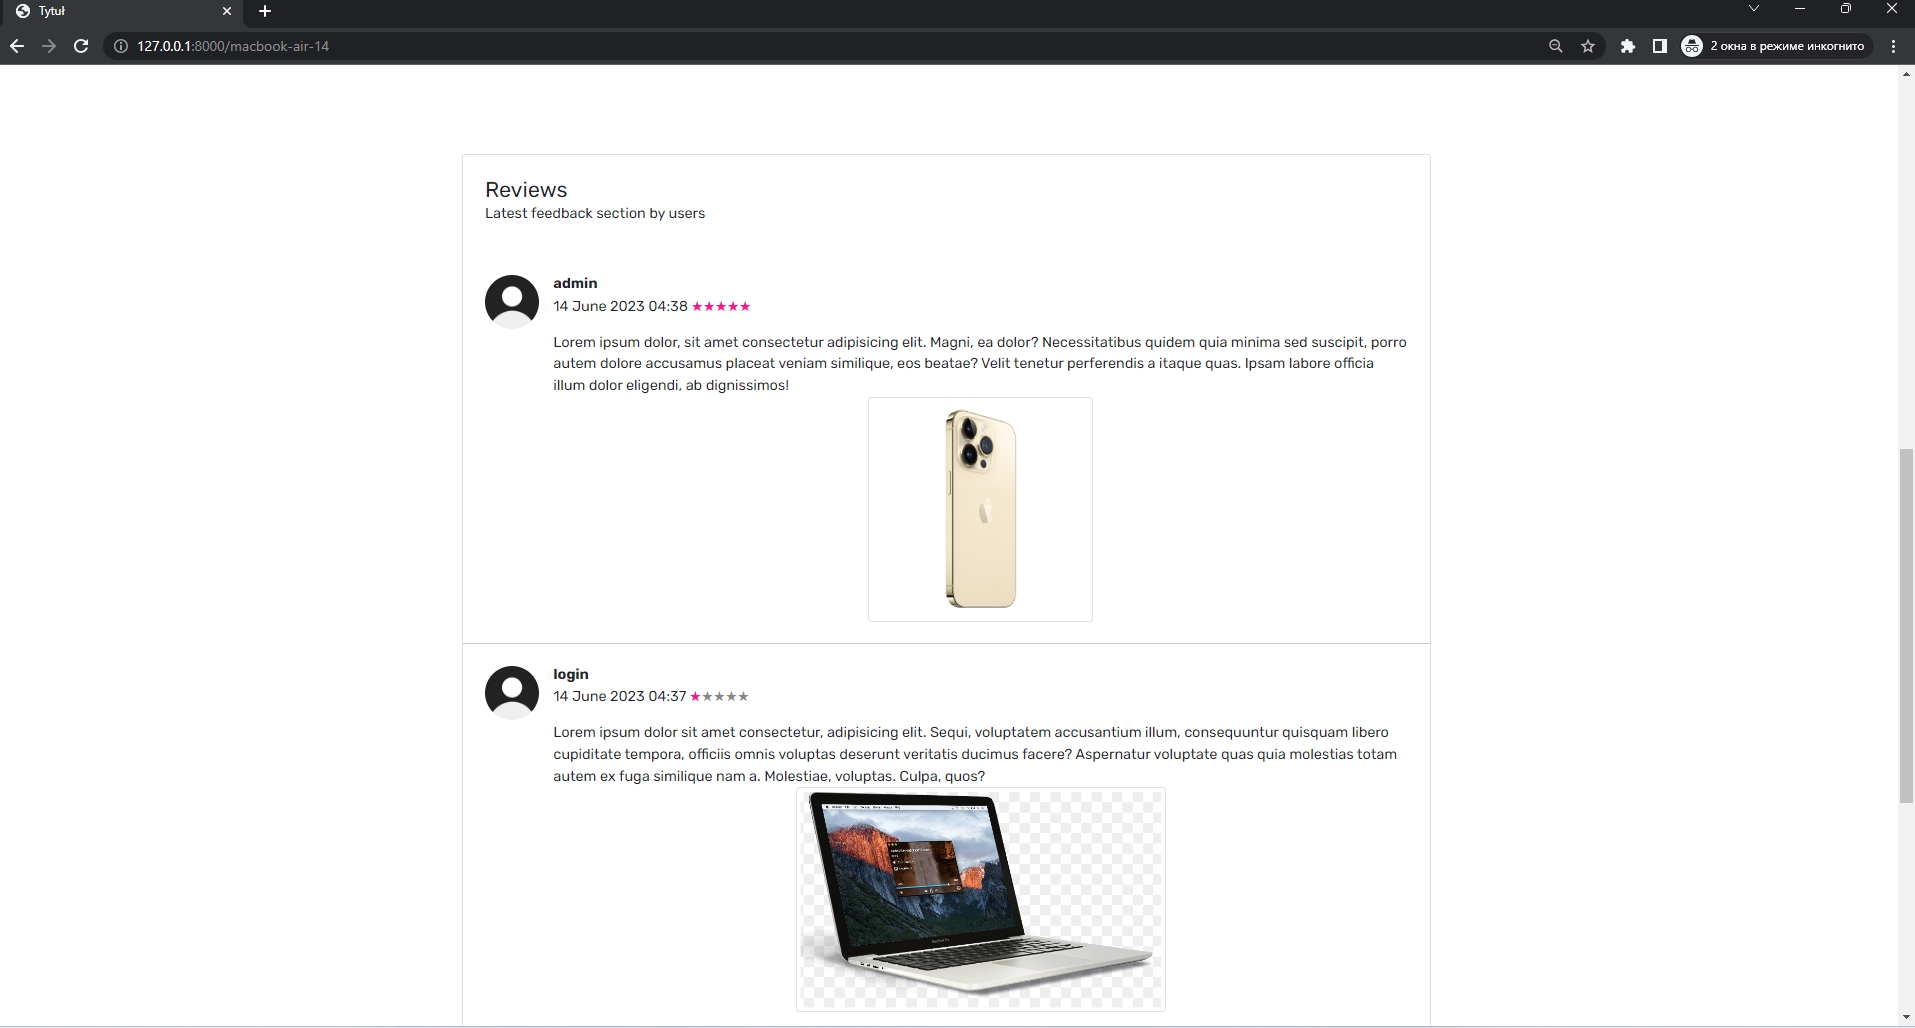 Tytuł
127.0.0.1:8000/macbook-air-14
2 окна в режиме инкогнито
Reviews
Latest feedback section by users
admin
14 June 2023 04:38 ★★★★★
Lorem ipsum dolor, sit amet consectetur adipisicing elit. Magni, ea dolor? Necessitatibus quidem quia minima sed suscipit, porro
autem dolore accusamus placeat veniam similique, eos beatae? Velit tenetur perferendis a itaque quas. Ipsam labore officia
illum dolor eligendi, ab dignissimos!
login
14 June 2023 04:37 ★★★★★
Lorem ipsum dolor sit amet consectetur, adipisicing elit. Sequi, voluptatem accusantium illum, consequuntur quisquam libero
cupiditate tempora, officiis omnis voluptas deserunt veritatis ducimus facere? Aspernatur voluptate quas quia molestias totam
autem ex fuga similique nam a. Molestiae, voluptas. Culpa, quos?